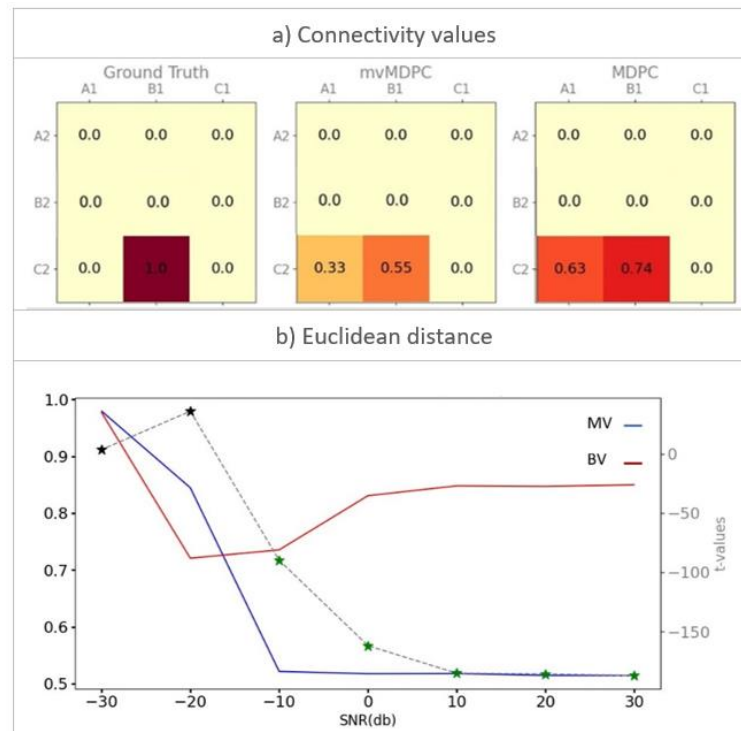 a) Connectivity values
Ground Truth
A1 B1 C1
A2 0.0 0.0 0.0
B2 0.0 0.0 0.0
C2 0.0 1.0 0.0
mvMDPC
A1 B1 C1
A2 0.0 0.0 0.0
B2 0.0 0.0 0.0
C2 0.33 0.55 0.0
MDPC
A1 B1 C1
A2 0.0 0.0 0.0
B2 0.0 0.0 0.0
C2 0.63 0.74 0.0
b) Euclidean distance
1.0
0.9
0.8
0.7
0.6
0.5
MV
BV
0
−50
−100
−150
t-values
−30 −20 −10 0 10 20 30
SNR(db)